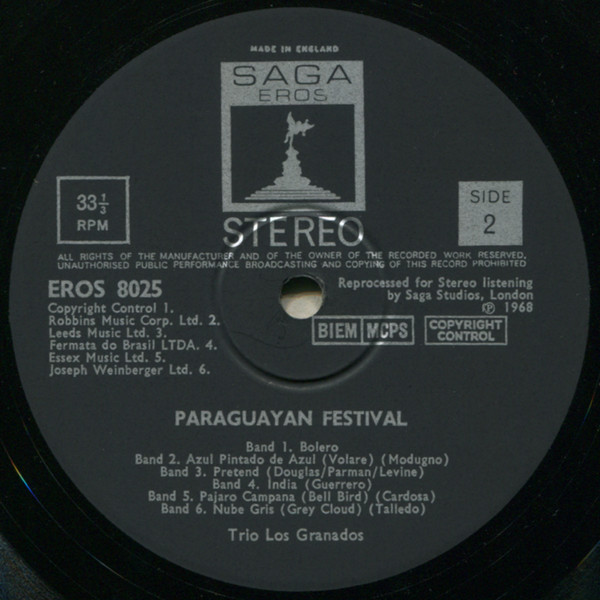 MADE IN ENGLAND
SAGA
EROS
33 1/3
RPM
SIDE
2
STEREO
ALL RIGHTS OF THE MANUFACTURER AND OF THE OWNER OF THE RECORDED WORK RESERVED,
UNAUTHORISED PUBLIC PERFORMANCE BROADCASTING AND COPYING OF THIS RECORD PROHIBITED
EROS 8025
Copyright Control 1.
Robbins Music Corp. Ltd. 2.
Leeds Music Ltd. 3.
Fermata do Brasil LTDA. 4.
Essex Music Ltd. 5.
Joseph Weinberger Ltd. 6.
Reprocessed for Stereo listening
by Saga Studios, London
℗ 1968
BIEM MCPS
COPYRIGHT
CONTROL
PARAGUAYAN FESTIVAL
Band 1. Bolero
Band 2. Azul Pintado de Azul (Volare) (Modugno)
Band 3. Pretend (Douglas/Parman/Levine)
Band 4. India (Guerrero)
Band 5. Pajaro Campana (Bell Bird) (Cardosa)
Band 6. Nube Gris (Grey Cloud) (Talledo)
Trio Los Granados